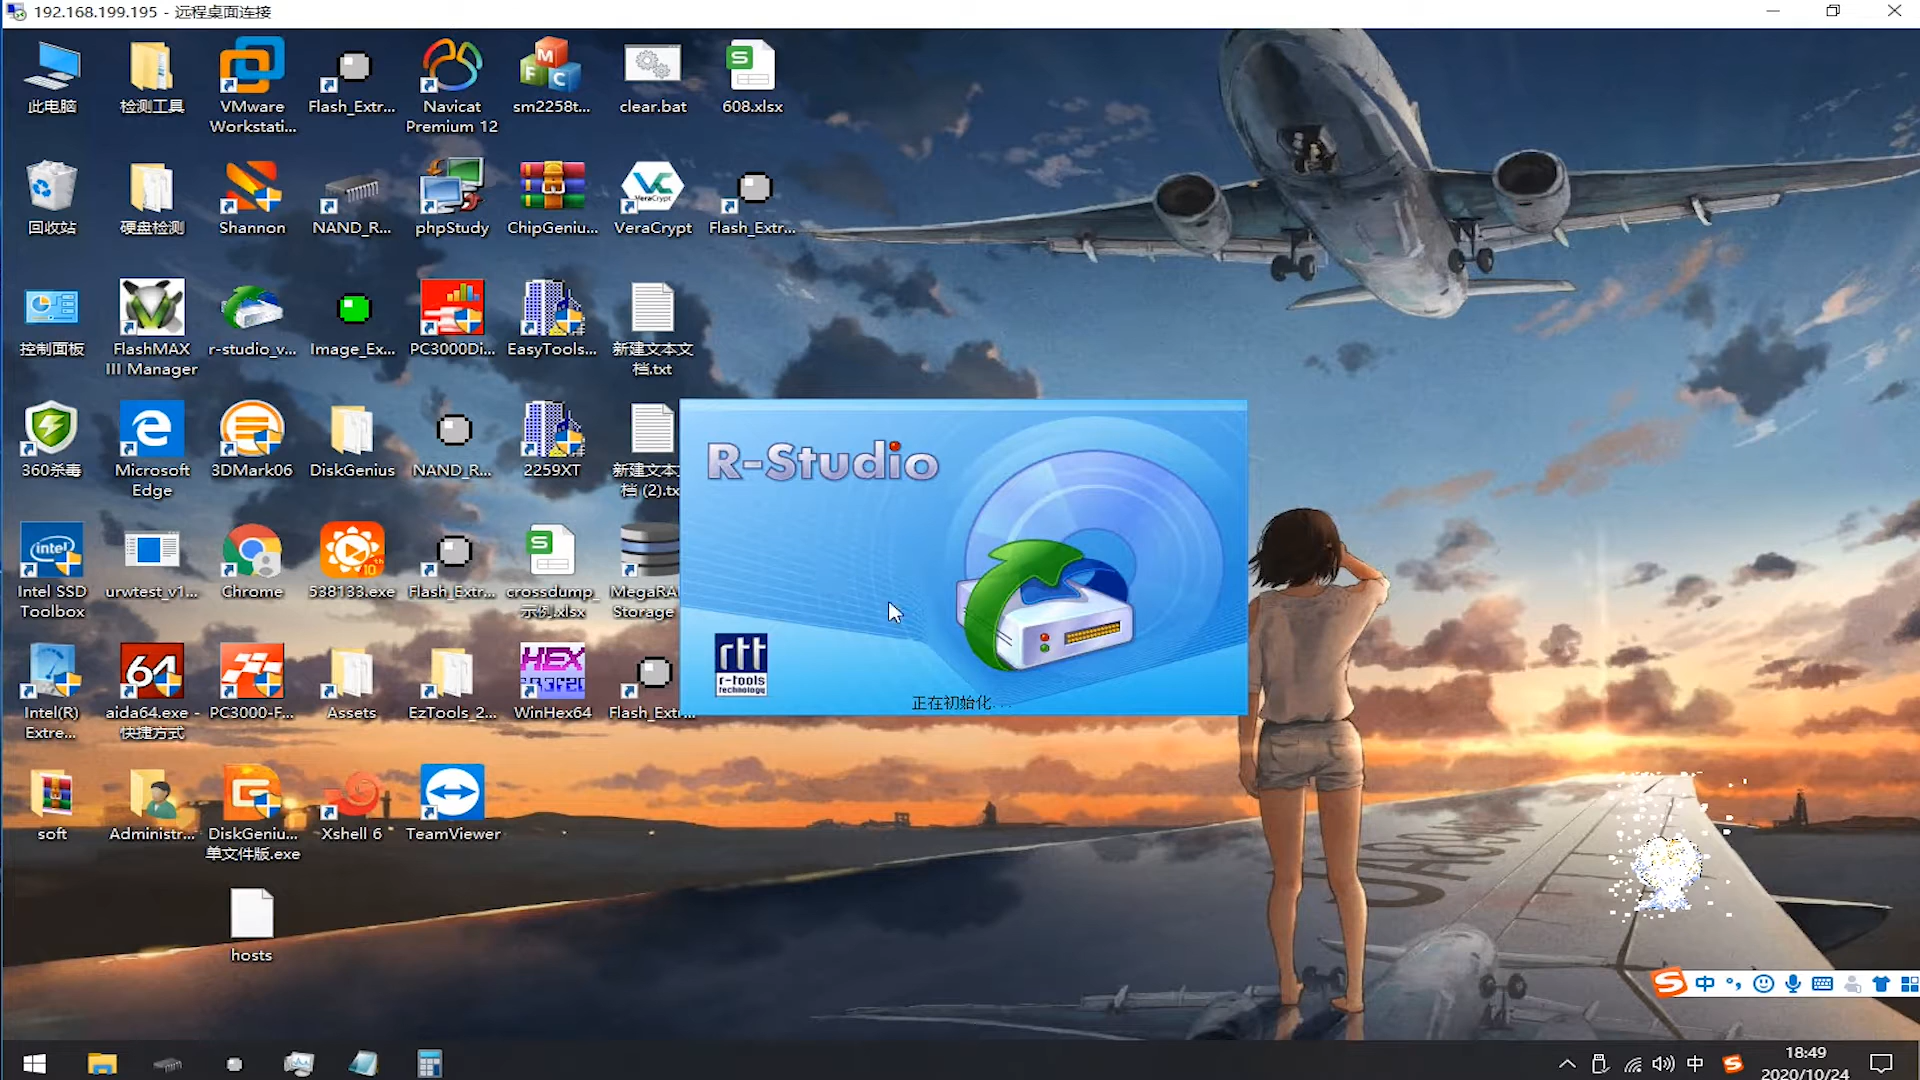 192.168.199.195 - 远程桌面连接
此电脑
检测工具
VMware
Workstati...
Flash_Extr...
Navicat
Premium 12
sm2258t...
clear.bat
608.xlsx
回收站
硬盘检测
Shannon
NAND_R...
phpStudy
ChipGeniu...
VeraCrypt
Flash_Extr...
控制面板
FlashMAX
III Manager
r-studio_v...
Image_Ex...
PC3000Di...
EasyTools...
新建文本文
档.txt
360杀毒
Microsoft
Edge
3DMark06
DiskGenius
NAND_R...
2259XT
新建文本
档 (2).tx
Intel SSD
Toolbox
urwtest_v1...
Chrome
538133.exe
Flash_Extr...
crossdump_
示例.xlsx
MegaRA
Storage
Intel(R)
Extre...
aida64.exe -
快捷方式
PC3000-F...
Assets
EzTools_2...
WinHex64
Flash_Extr...
soft
Administr...
DiskGeniu...
单文件版.exe
Xshell 6
TeamViewer
hosts
R-Studio
rtt
r-tools
technology
正在初始化...
中
中
18:49
2020/10/24